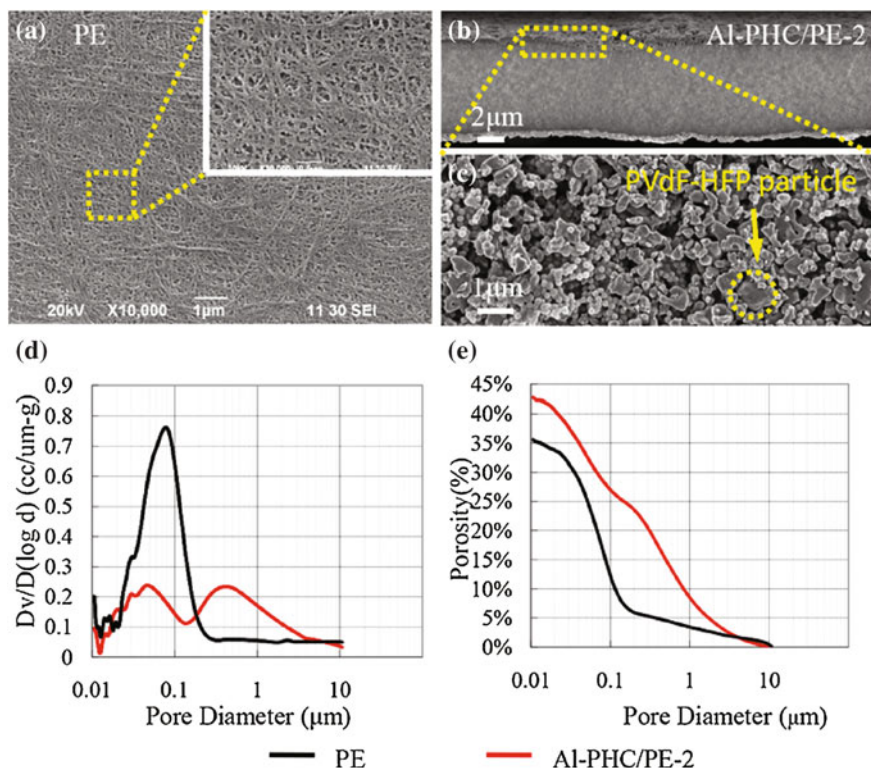 (a)
PE
20kV X10,000 1μm 11 30 SEI
(b)
Al-PHC/PE-2
2μm
(c)
PVdF-HFP particle
1μm
(d)
0.9
0.8
0.7
0.6
0.5
0.4
0.3
0.2
0.1
0
Dv/D(log d) (cc/um-g)
0.01 0.1 1 10
Pore Diameter (μm)
(e)
45%
40%
35%
30%
25%
20%
15%
10%
5%
0%
Porosity(%)
0.01 0.1 1 10
Pore Diameter (μm)
PE
Al-PHC/PE-2